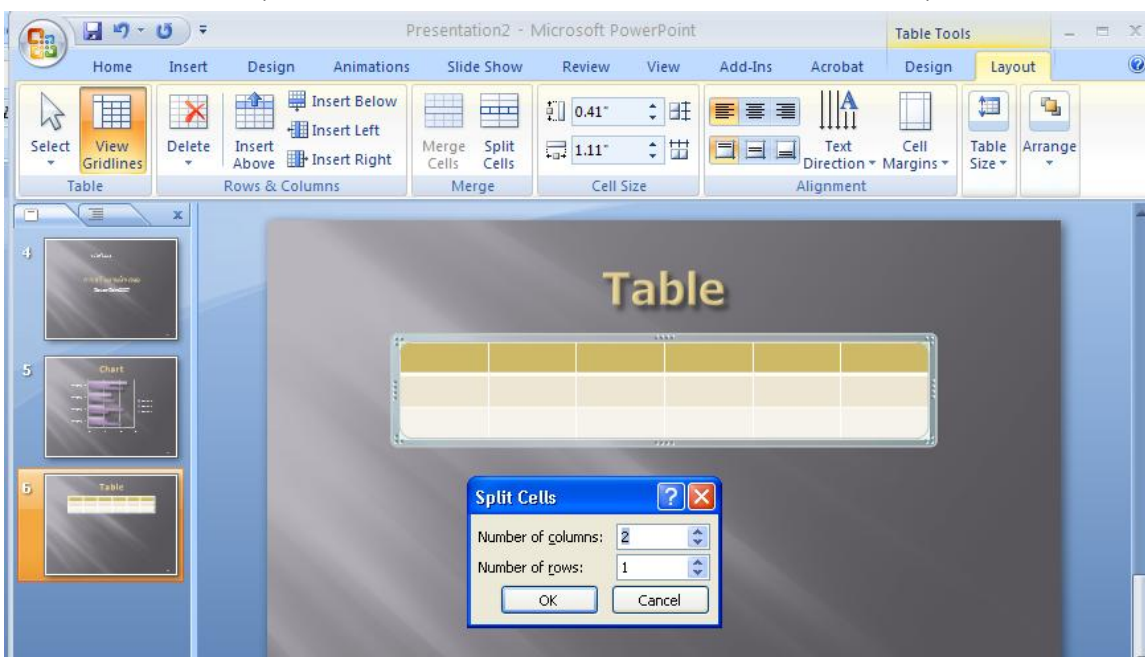 Presentation2 - Microsoft PowerPoint
Table Tools
Home Insert Design Animations Slide Show Review View Add-Ins Acrobat Design Layout
Select
View Gridlines
Table
Delete
Insert Above
Insert Below
Insert Left
Insert Right
Rows & Columns
Merge Cells
Split Cells
Merge
0.41"
1.11"
Cell Size
Text Direction
Cell Margins
Alignment
Table Size
Arrange
4
5
Chart
6
Table
Table
Split Cells
Number of columns: 2
Number of rows: 1
OK Cancel